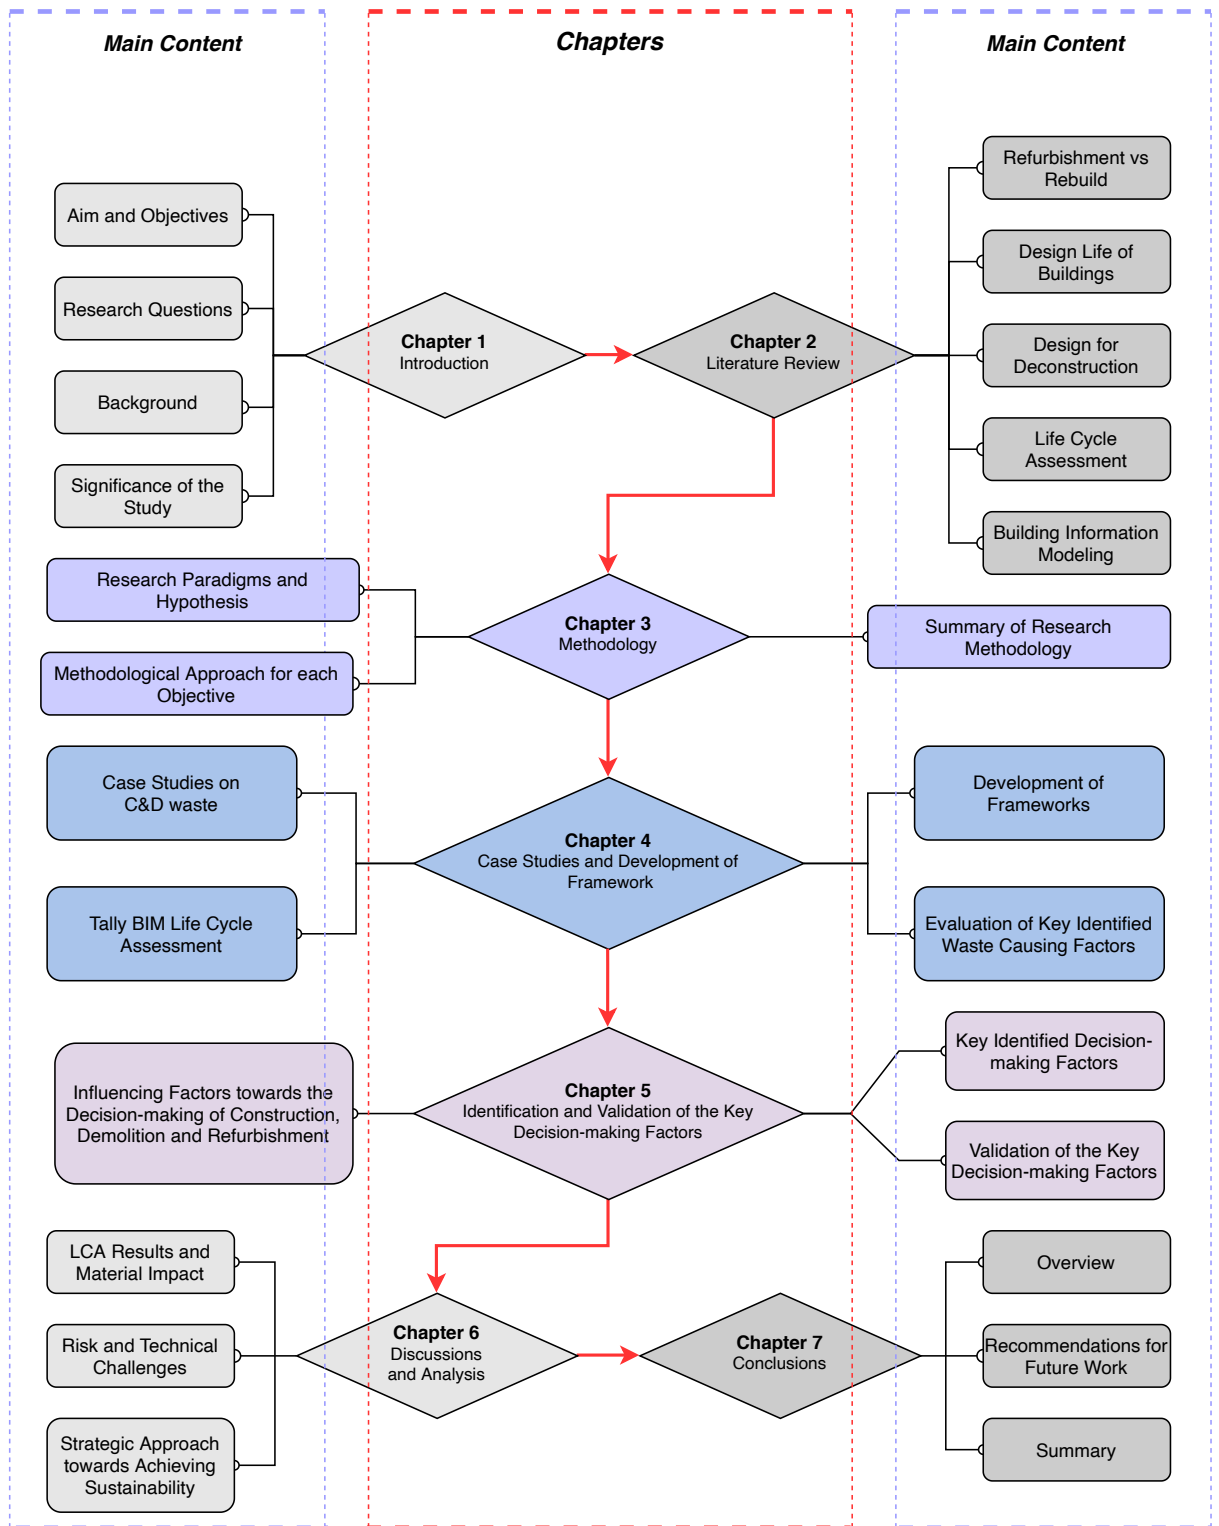 Main Content
Chapters
Main Content
Aim and Objectives
Research Questions
Background
Significance of the
Study
Chapter 1
Introduction
Chapter 2
Literature Review
Refurbishment vs
Rebuild
Design Life of
Buildings
Design for
Deconstruction
Life Cycle
Assessment
Building Information
Modeling
Research Paradigms and
Hypothesis
Methodological Approach for each
Objective
Chapter 3
Methodology
Summary of Research
Methodology
Case Studies on
C&D waste
Tally BIM Life Cycle
Assessment
Chapter 4
Case Studies and Development of
Framework
Development of
Frameworks
Evaluation of Key Identified
Waste Causing Factors
Influencing Factors towards the
Decision-making of Construction,
Demolition and Refurbishment
Chapter 5
Identification and Validation of the Key
Decision-making Factors
Key Identified Decision-
making Factors
Validation of the Key
Decision-making Factors
LCA Results and
Material Impact
Risk and Technical
Challenges
Strategic Approach
towards Achieving
Sustainability
Chapter 6
Discussions
and Analysis
Chapter 7
Conclusions
Overview
Recommendations for
Future Work
Summary